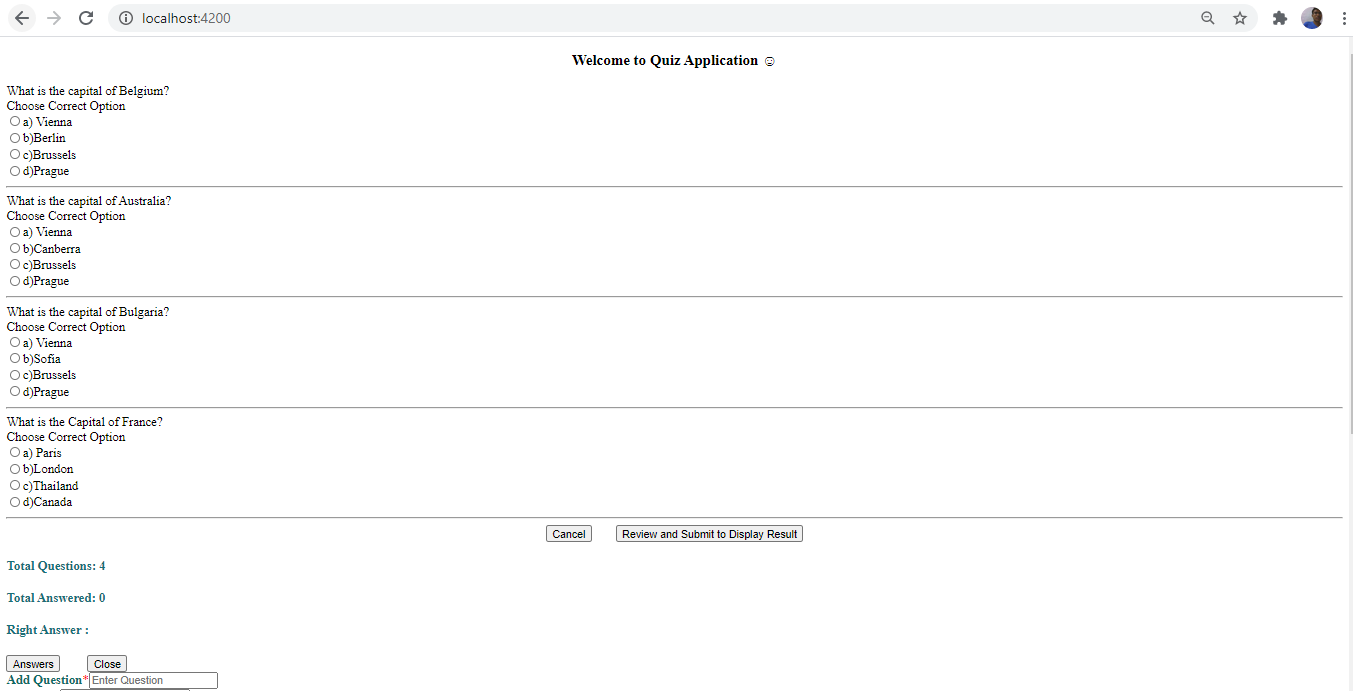 localhost:4200
Welcome to Quiz Application ☺
What is the capital of Belgium?
Choose Correct Option
a) Vienna
b)Berlin
c)Brussels
d)Prague
What is the capital of Australia?
Choose Correct Option
a) Vienna
b)Canberra
c)Brussels
d)Prague
What is the capital of Bulgaria?
Choose Correct Option
a) Vienna
b)Sofia
c)Brussels
d)Prague
What is the Capital of France?
Choose Correct Option
a) Paris
b)London
c)Thailand
d)Canada
Cancel Review and Submit to Display Result
Total Questions: 4
Total Answered: 0
Right Answer :
Answers Close
Add Question* Enter Question